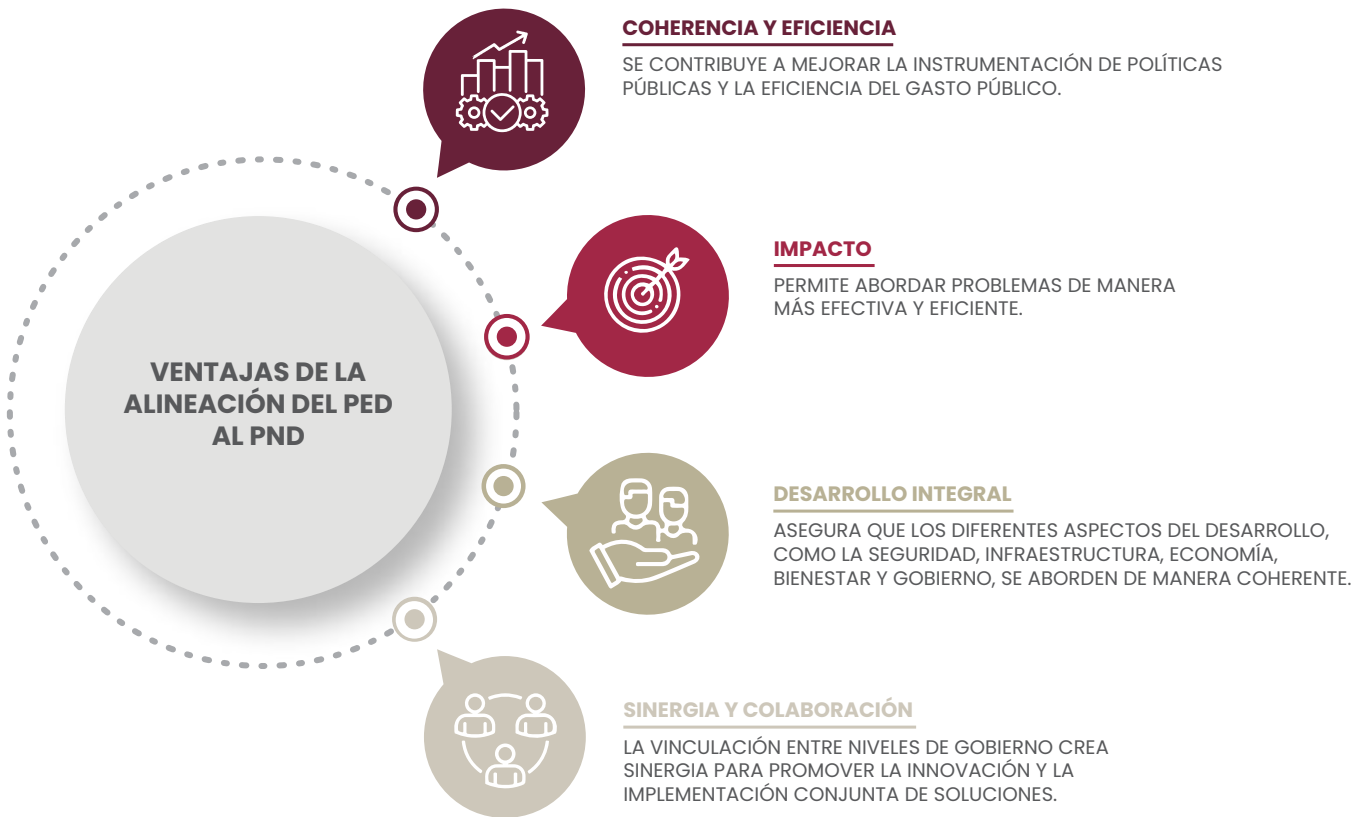 COHERENCIA Y EFICIENCIA
SE CONTRIBUYE A MEJORAR LA INSTRUMENTACIÓN DE POLÍTICAS
PÚBLICAS Y LA EFICIENCIA DEL GASTO PÚBLICO.
IMPACTO
PERMITE ABORDAR PROBLEMAS DE MANERA
MÁS EFECTIVA Y EFICIENTE.
VENTAJAS DE LA
ALINEACIÓN DEL PED
AL PND
DESARROLLO INTEGRAL
ASEGURA QUE LOS DIFERENTES ASPECTOS DEL DESARROLLO,
COMO LA SEGURIDAD, INFRAESTRUCTURA, ECONOMÍA,
BIENESTAR Y GOBIERNO, SE ABORDEN DE MANERA COHERENTE.
SINERGIA Y COLABORACIÓN
LA VINCULACIÓN ENTRE NIVELES DE GOBIERNO CREA
SINERGIA PARA PROMOVER LA INNOVACIÓN Y LA
IMPLEMENTACIÓN CONJUNTA DE SOLUCIONES.